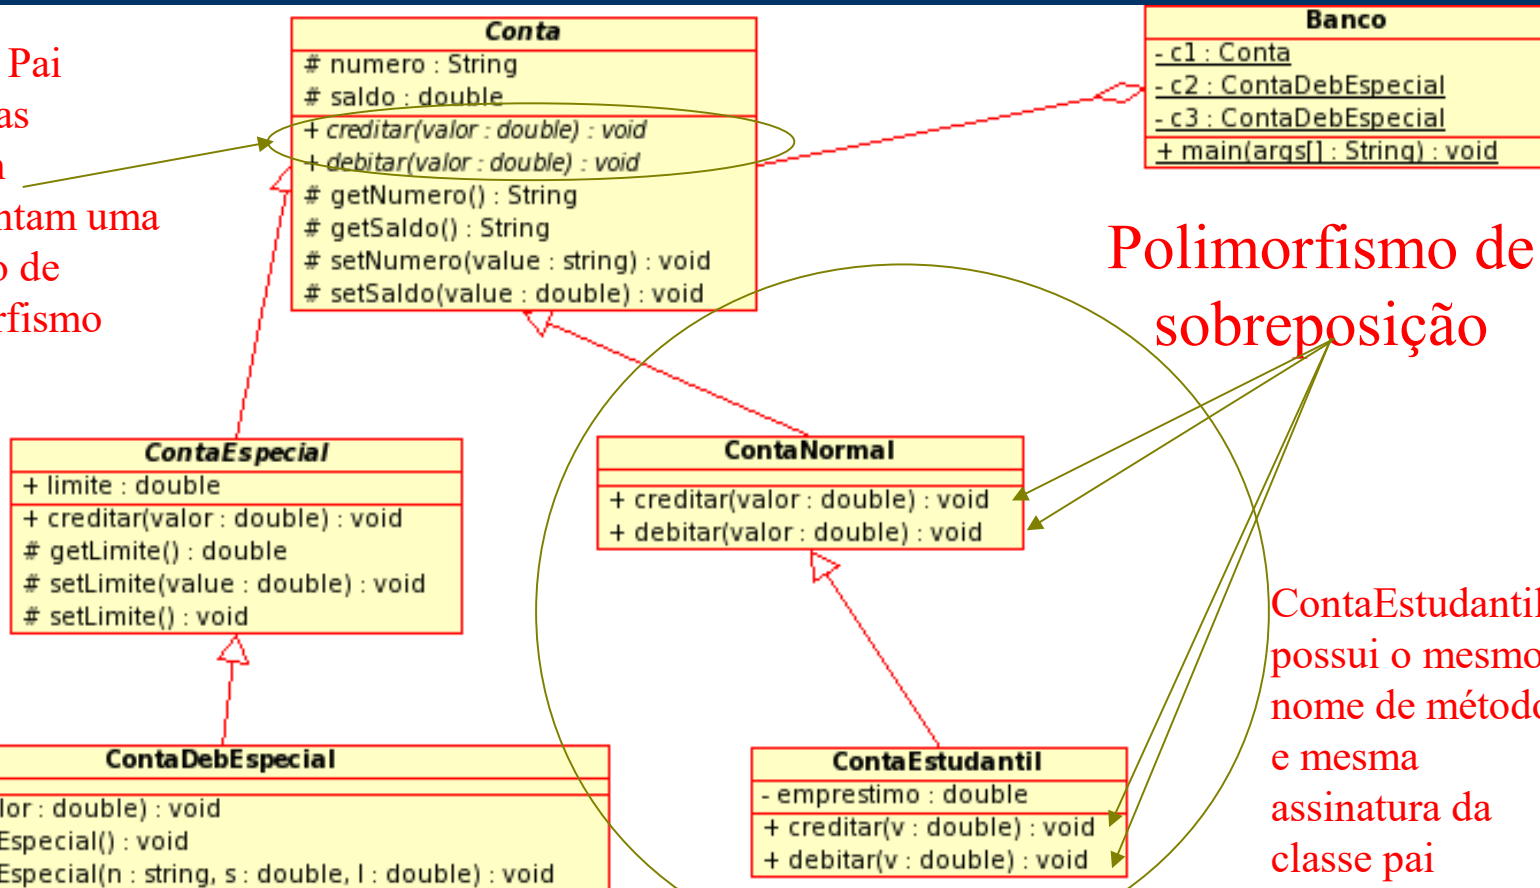 Pai
as
ntam uma
o de
rfismo
Conta
# numero : String
# saldo : double
+ creditar(valor : double) : void
+ debitar(valor : double) : void
# getNumero() : String
# getSaldo() : String
# setNumero(value : string) : void
# setSaldo(value : double) : void
Banco
- c1 : Conta
- c2 : ContaDebEspecial
- c3 : ContaDebEspecial
+ main(args[] : String) : void
Polimorfismo de
sobreposição
ContaEspecial
+ limite : double
+ creditar(valor : double) : void
# getLimite() : double
# setLimite(value : double) : void
# setLimite() : void
ContaNormal
+ creditar(valor : double) : void
+ debitar(valor : double) : void
ContaEstudantil
possui o mesmo
nome de método
e mesma
assinatura da
classe pai
ContaDebEspecial
lor : double) : void
Especial() : void
Especial(n : string, s : double, l : double) : void
ContaEstudantil
- emprestimo : double
+ creditar(v : double) : void
+ debitar(v : double) : void